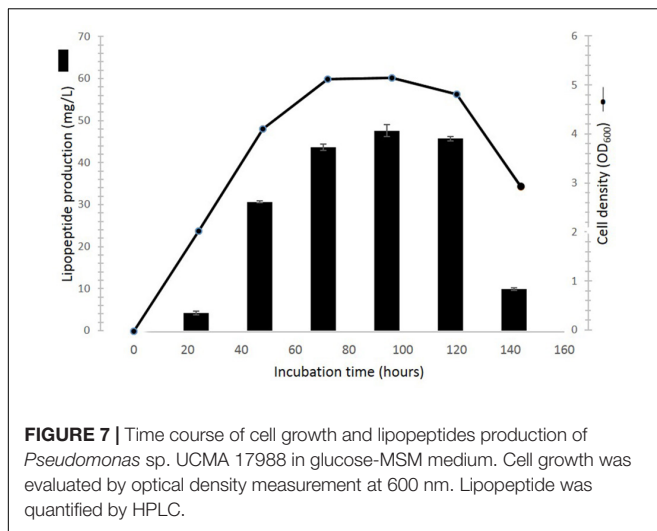 70
60
50
40
30
20
10
0
Lipopeptide production (mg/L)
6
5
4
3
2
1
0
Cell density (OD600)
0 20 40 60 80 100 120 140 160
Incubation time (hours)
FIGURE 7 | Time course of cell growth and lipopeptides production of
Pseudomonas sp. UCMA 17988 in glucose-MSM medium. Cell growth was
evaluated by optical density measurement at 600 nm. Lipopeptide was
quantified by HPLC.